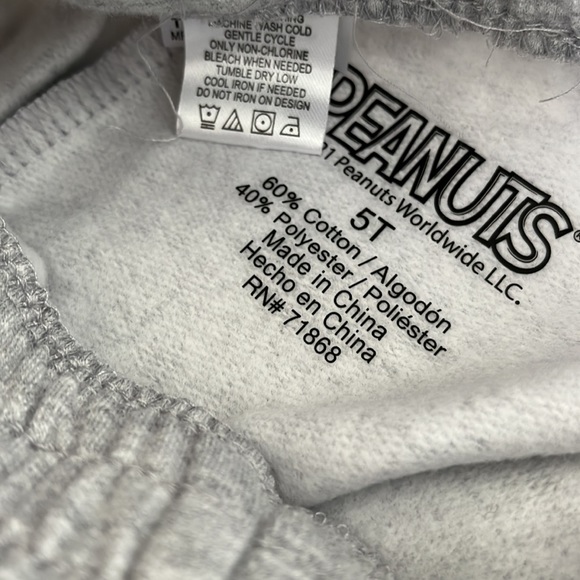 MACHINE WASH COLD
GENTLE CYCLE
ONLY NON-CHLORINE
BLEACH WHEN NEEDED
TUMBLE DRY LOW
COOL IRON IF NEEDED
DO NOT IRON ON DESIGN
PEANUTS®
21 Peanuts Worldwide LLC.
5T
60% Cotton / Algodón
40% Polyester / Poliéster
Made in China
Hecho en China
RN# 71868